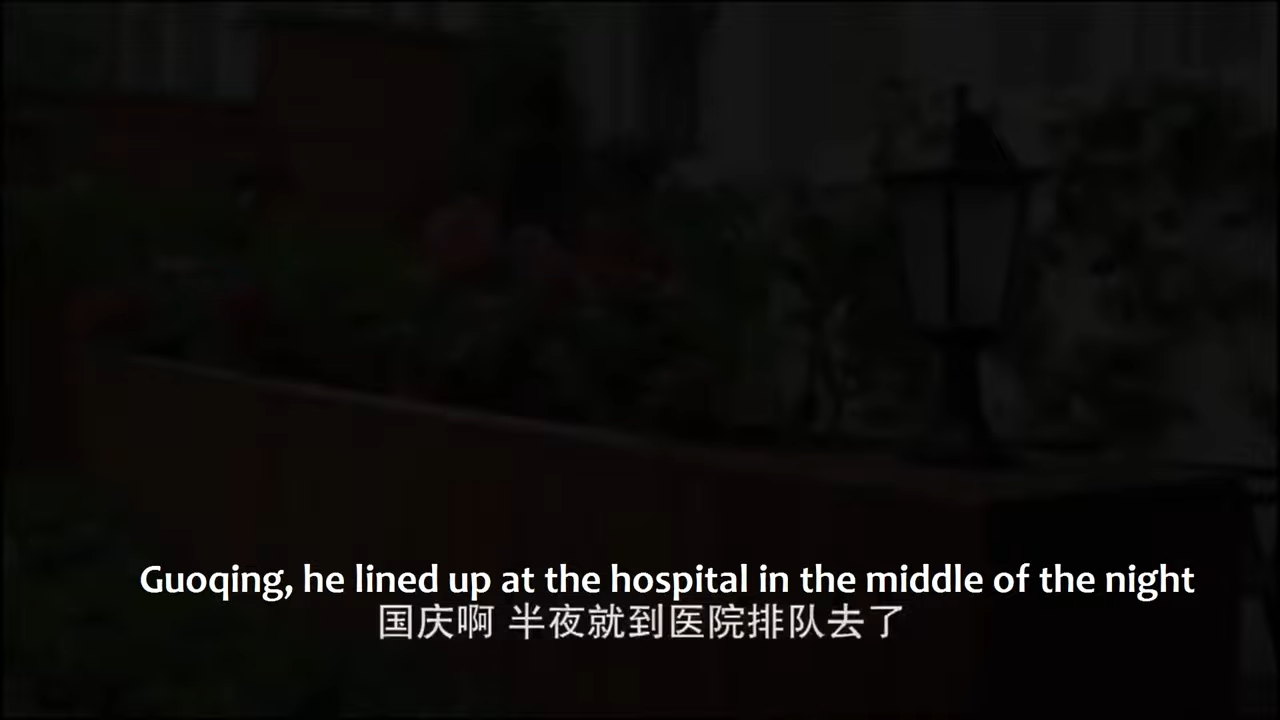 Guoqing, he lined up at the hospital in the middle of the night
国庆啊 半夜就到医院排队去了